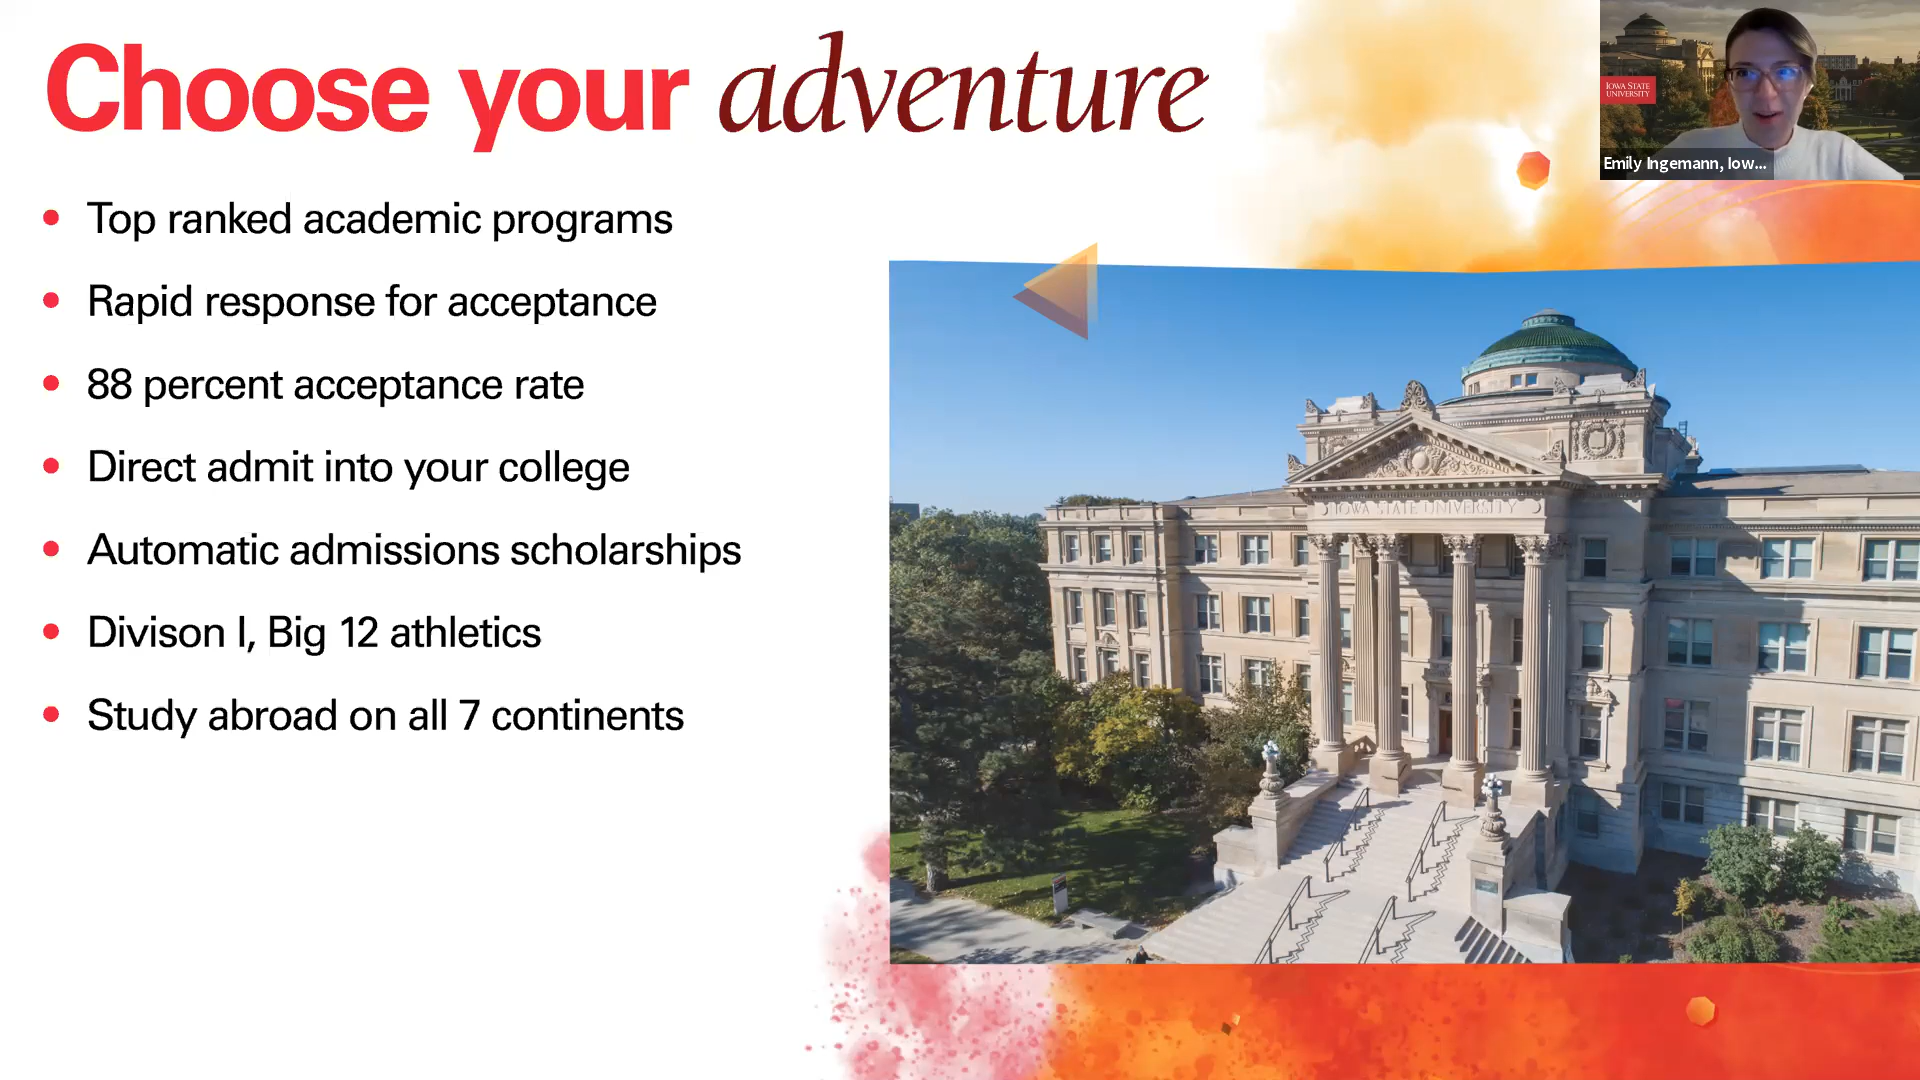 Choose your adventure
• Top ranked academic programs
• Rapid response for acceptance
• 88 percent acceptance rate
• Direct admit into your college
• Automatic admissions scholarships
• Divison I, Big 12 athletics
• Study abroad on all 7 continents
IOWA STATE
UNIVERSITY
Emily Ingemann, Iow...
IOWA STATE UNIVERSITY